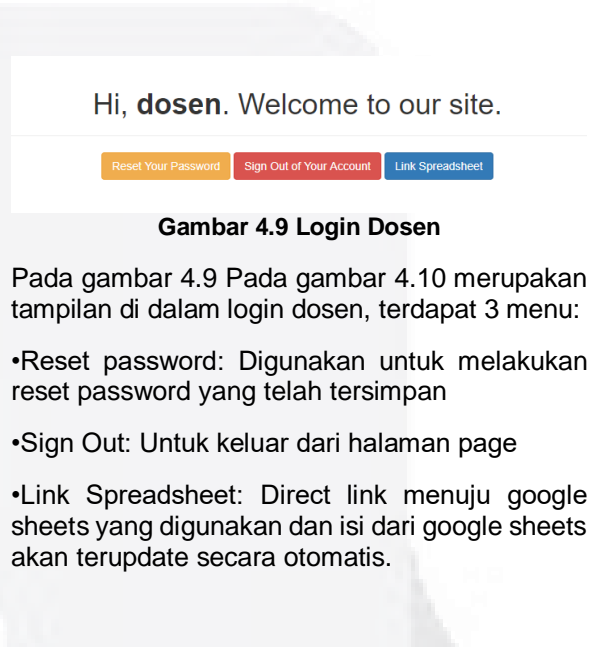 Hi, dosen. Welcome to our site.
Reset Your Password Sign Out of Your Account Link Spreadsheet
Gambar 4.9 Login Dosen
Pada gambar 4.9 Pada gambar 4.10 merupakan
tampilan di dalam login dosen, terdapat 3 menu:
•Reset password: Digunakan untuk melakukan
reset password yang telah tersimpan
•Sign Out: Untuk keluar dari halaman page
•Link Spreadsheet: Direct link menuju google
sheets yang digunakan dan isi dari google sheets
akan terupdate secara otomatis.